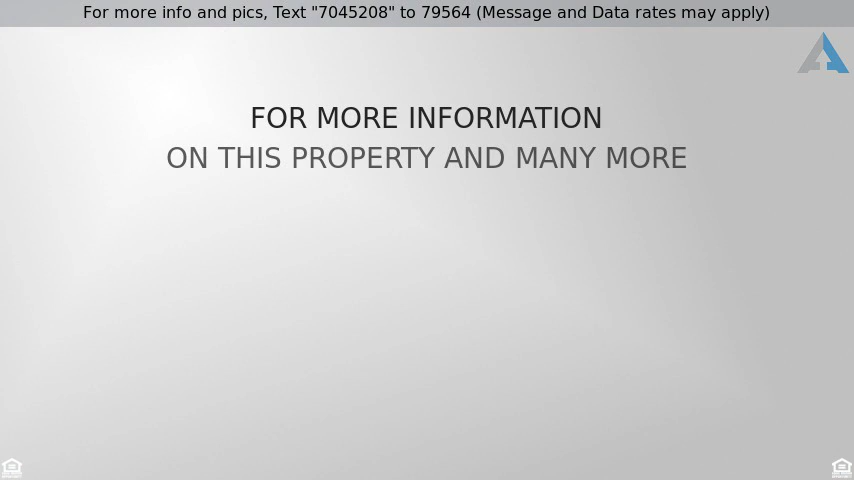 For more info and pics, Text "7045208" to 79564 (Message and Data rates may apply)
FOR MORE INFORMATION
ON THIS PROPERTY AND MANY MORE